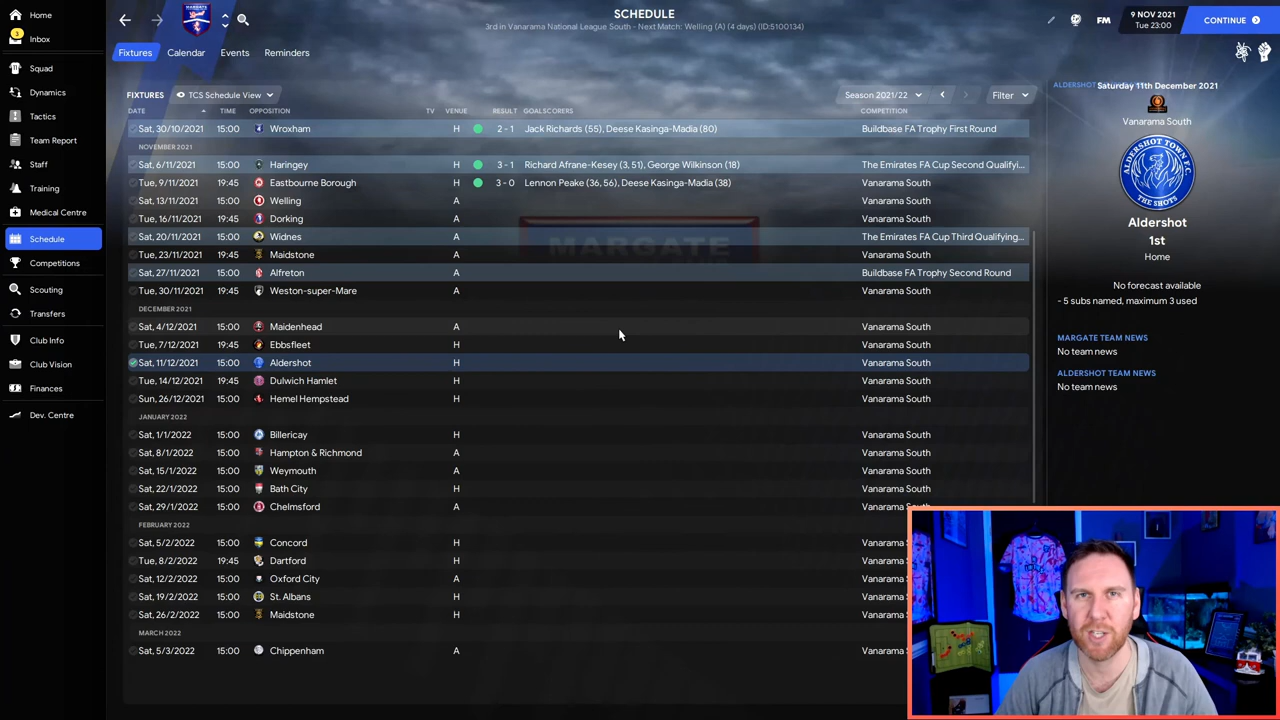 Home
Inbox
3
Squad
Dynamics
Tactics
Team Report
Staff
Training
Medical Centre
Schedule
Competitions
Scouting
Transfers
Club Info
Club Vision
Finances
Dev. Centre
SCHEDULE
3rd in Vanarama National League South - Next Match: Welling (A) (4 days) (ID:5100134)
FM
9 NOV 2021
Tue 23:00
CONTINUE
Fixtures Calendar Events Reminders
FIXTURES TCS Schedule View Season 2021/22 Filter
DATE TIME OPPOSITION TV VENUE RESULT GOALSCORERS COMPETITION
Sat, 30/10/2021 15:00 Wroxham H 2 - 1 Jack Richards (55), Deese Kasinga-Madia (80) Buildbase FA Trophy First Round
NOVEMBER 2021
Sat, 6/11/2021 15:00 Haringey H 3 - 1 Richard Afrane-Kesey (3, 51), George Wilkinson (18) The Emirates FA Cup Second Qualifyi...
Tue, 9/11/2021 19:45 Eastbourne Borough H 3 - 0 Lennon Peake (36, 56), Deese Kasinga-Madia (38) Vanarama South
Sat, 13/11/2021 15:00 Welling A Vanarama South
Tue, 16/11/2021 19:45 Dorking A Vanarama South
Sat, 20/11/2021 15:00 Widnes A The Emirates FA Cup Third Qualifying...
Tue, 23/11/2021 19:45 Maidstone A Vanarama South
Sat, 27/11/2021 15:00 Alfreton A Buildbase FA Trophy Second Round
Tue, 30/11/2021 19:45 Weston-super-Mare A Vanarama South
MARGATE
DECEMBER 2021
Sat, 4/12/2021 15:00 Maidenhead A Vanarama South
Tue, 7/12/2021 19:45 Ebbsfleet H Vanarama South
Sat, 11/12/2021 15:00 Aldershot H Vanarama South
Tue, 14/12/2021 19:45 Dulwich Hamlet H Vanarama South
Sun, 26/12/2021 15:00 Hemel Hempstead H Vanarama South
JANUARY 2022
Sat, 1/1/2022 15:00 Billericay H Vanarama South
Sat, 8/1/2022 15:00 Hampton & Richmond A Vanarama South
Sat, 15/1/2022 15:00 Weymouth A Vanarama South
Sat, 22/1/2022 15:00 Bath City H Vanarama South
Sat, 29/1/2022 15:00 Chelmsford A Vanarama South
FEBRUARY 2022
Sat, 5/2/2022 15:00 Concord H Vanarama
Tue, 8/2/2022 19:45 Dartford H Vanarama
Sat, 12/2/2022 15:00 Oxford City A Vanarama
Sat, 19/2/2022 15:00 St. Albans H Vanarama
Sat, 26/2/2022 15:00 Maidstone H Vanarama
MARCH 2022
Sat, 5/3/2022 15:00 Chippenham A Vanarama
ALDERSHOT
Saturday 11th December 2021
Vanarama South
ALDERSHOT TOWN F.C.
THE SHOTS
Aldershot
1st
Home
No forecast available
- 5 subs named, maximum 3 used
MARGATE TEAM NEWS
No team news
ALDERSHOT TEAM NEWS
No team news